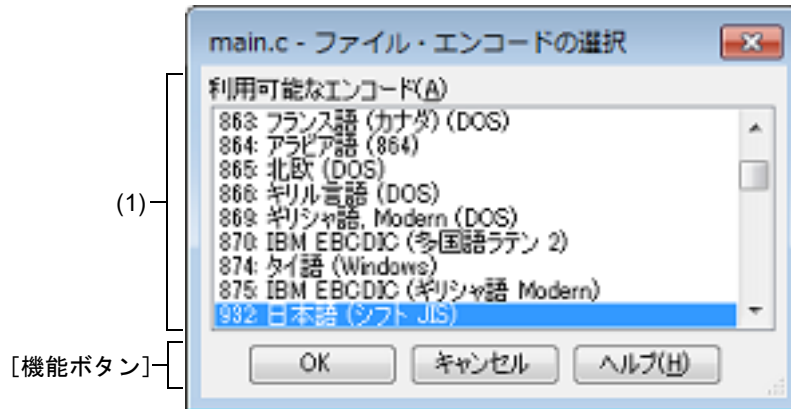 main.c - ファイル・エンコードの選択
利用可能なエンコード(A)
863: フランス語 (カナダ) (DOS)
864: アラビア語 (864)
865: 北欧 (DOS)
866: キリル言語 (DOS)
869: ギリシャ語, Modern (DOS)
870: IBM EBCDIC (多国語ラテン 2)
874: タイ語 (Windows)
875: IBM EBCDIC (ギリシャ語 Modern)
932: 日本語 (シフト JIS)
(1)
[機能ボタン]
OK キャンセル ヘルプ(H)